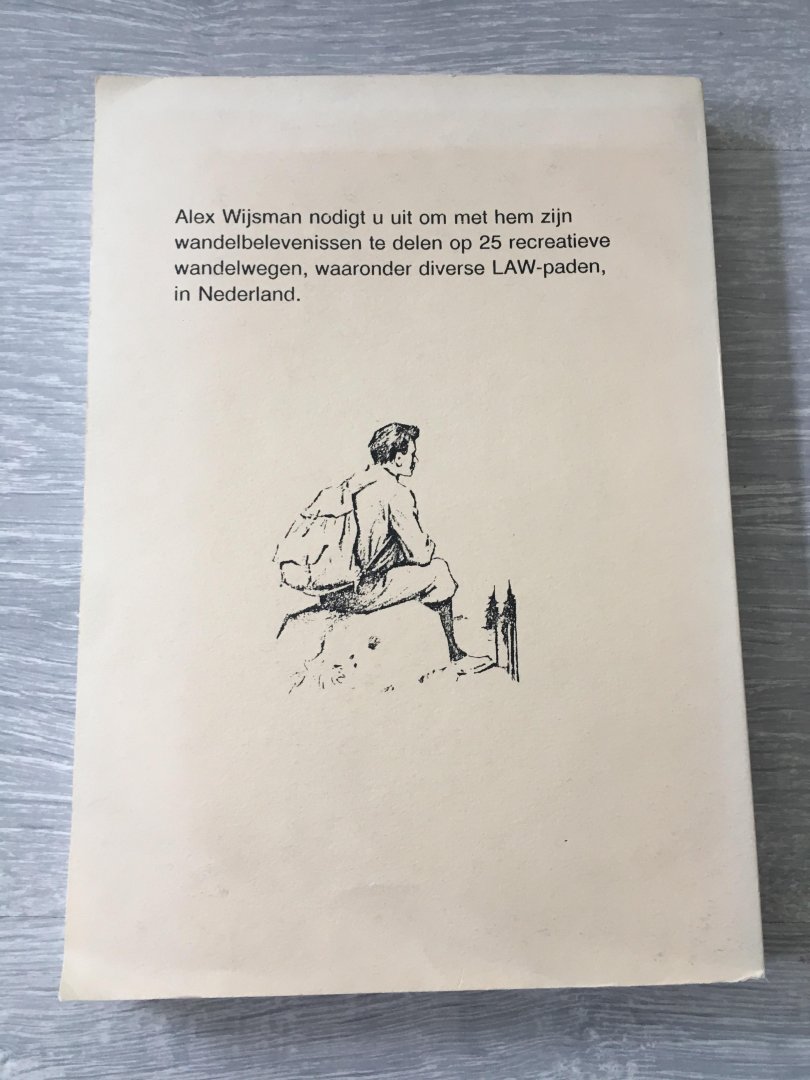 Alex Wijsman nodigt u uit om met hem zijn
wandelbelevenissen te delen op 25 recreatieve
wandelwegen, waaronder diverse LAW-paden,
in Nederland.